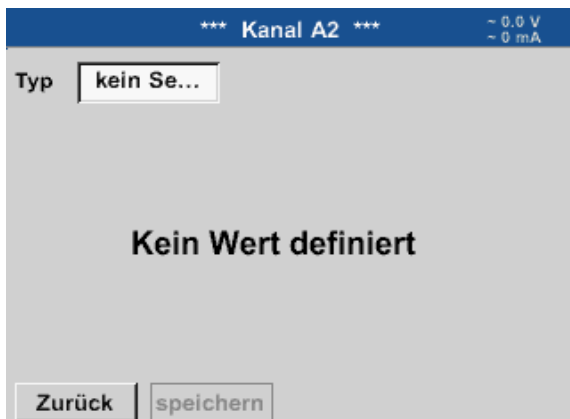 *** Kanal A2 *** ~ 0.0 V
~ 0 mA
Typ kein Se...
Kein Wert definiert
Zurück speichern